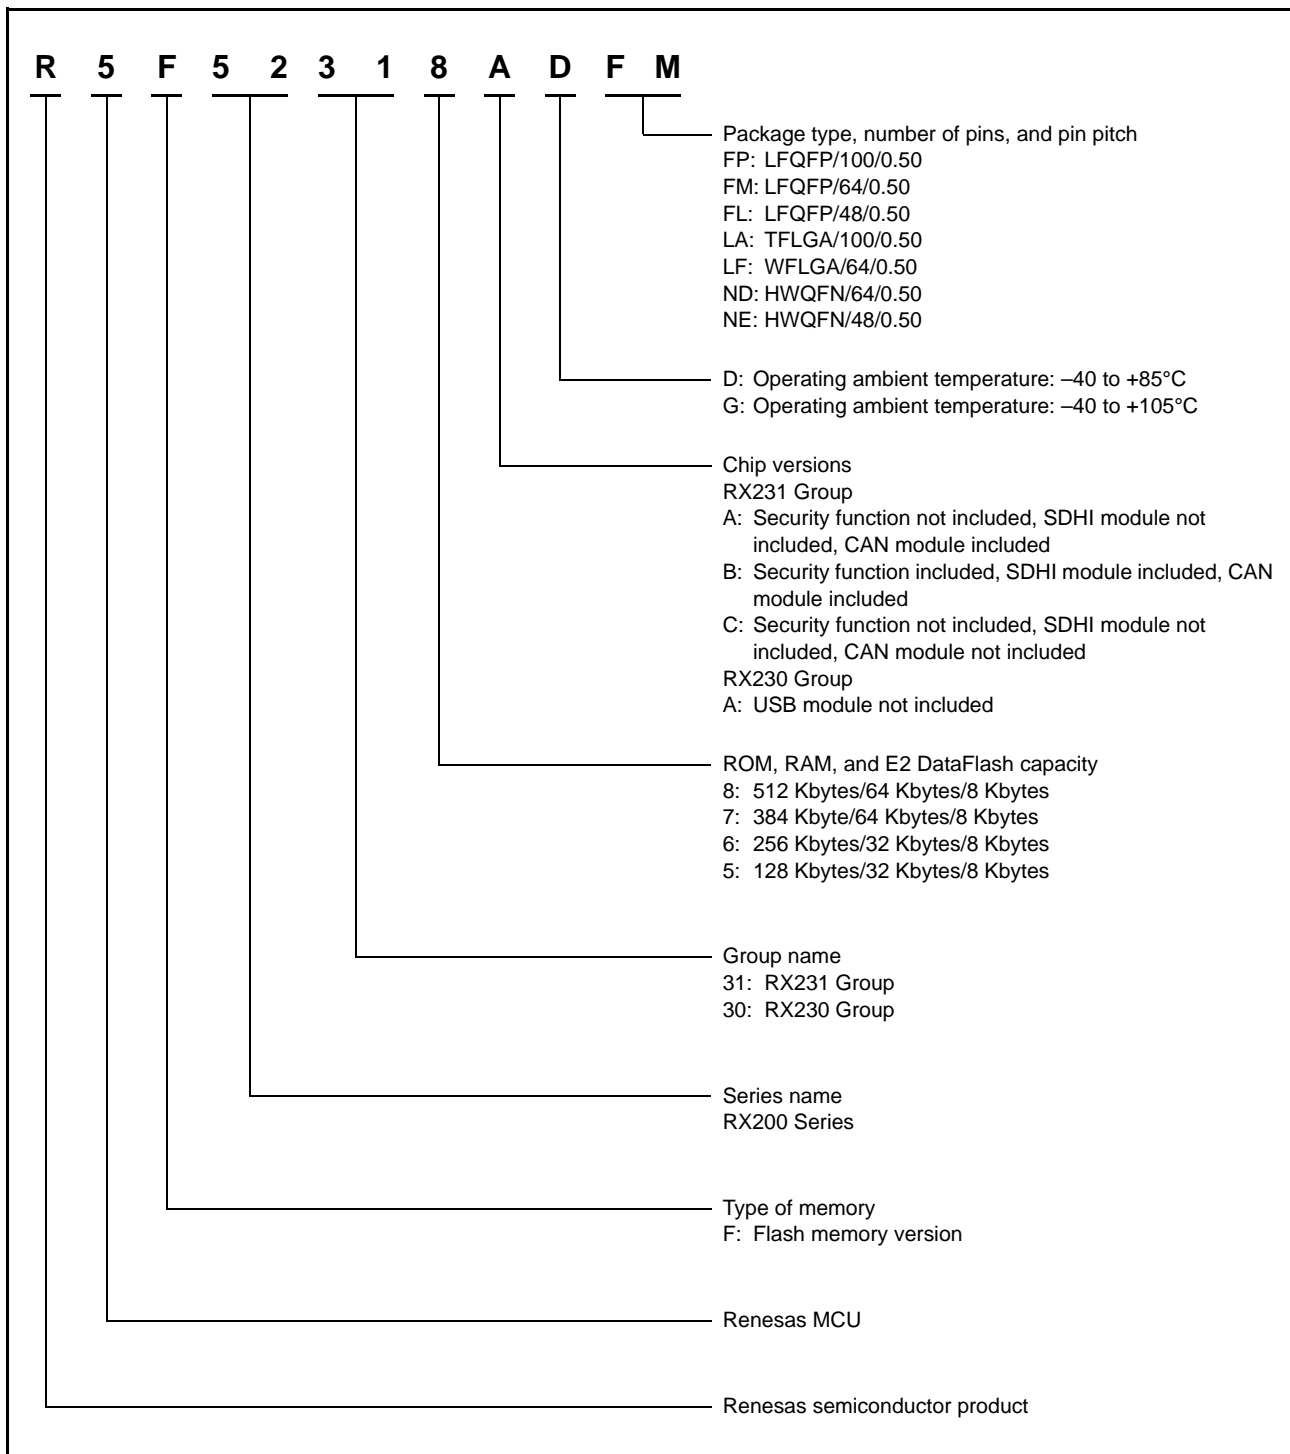 R 5 F 5 2 3 1 8 A D F M
Package type, number of pins, and pin pitch
FP: LFQFP/100/0.50
FM: LFQFP/64/0.50
FL: LFQFP/48/0.50
LA: TFLGA/100/0.50
LF: WFLGA/64/0.50
ND: HWQFN/64/0.50
NE: HWQFN/48/0.50
D: Operating ambient temperature: –40 to +85°C
G: Operating ambient temperature: –40 to +105°C
Chip versions
RX231 Group
A: Security function not included, SDHI module not
included, CAN module included
B: Security function included, SDHI module included, CAN
module included
C: Security function not included, SDHI module not
included, CAN module not included
RX230 Group
A: USB module not included
ROM, RAM, and E2 DataFlash capacity
8: 512 Kbytes/64 Kbytes/8 Kbytes
7: 384 Kbyte/64 Kbytes/8 Kbytes
6: 256 Kbytes/32 Kbytes/8 Kbytes
5: 128 Kbytes/32 Kbytes/8 Kbytes
Group name
31: RX231 Group
30: RX230 Group
Series name
RX200 Series
Type of memory
F: Flash memory version
Renesas MCU
Renesas semiconductor product